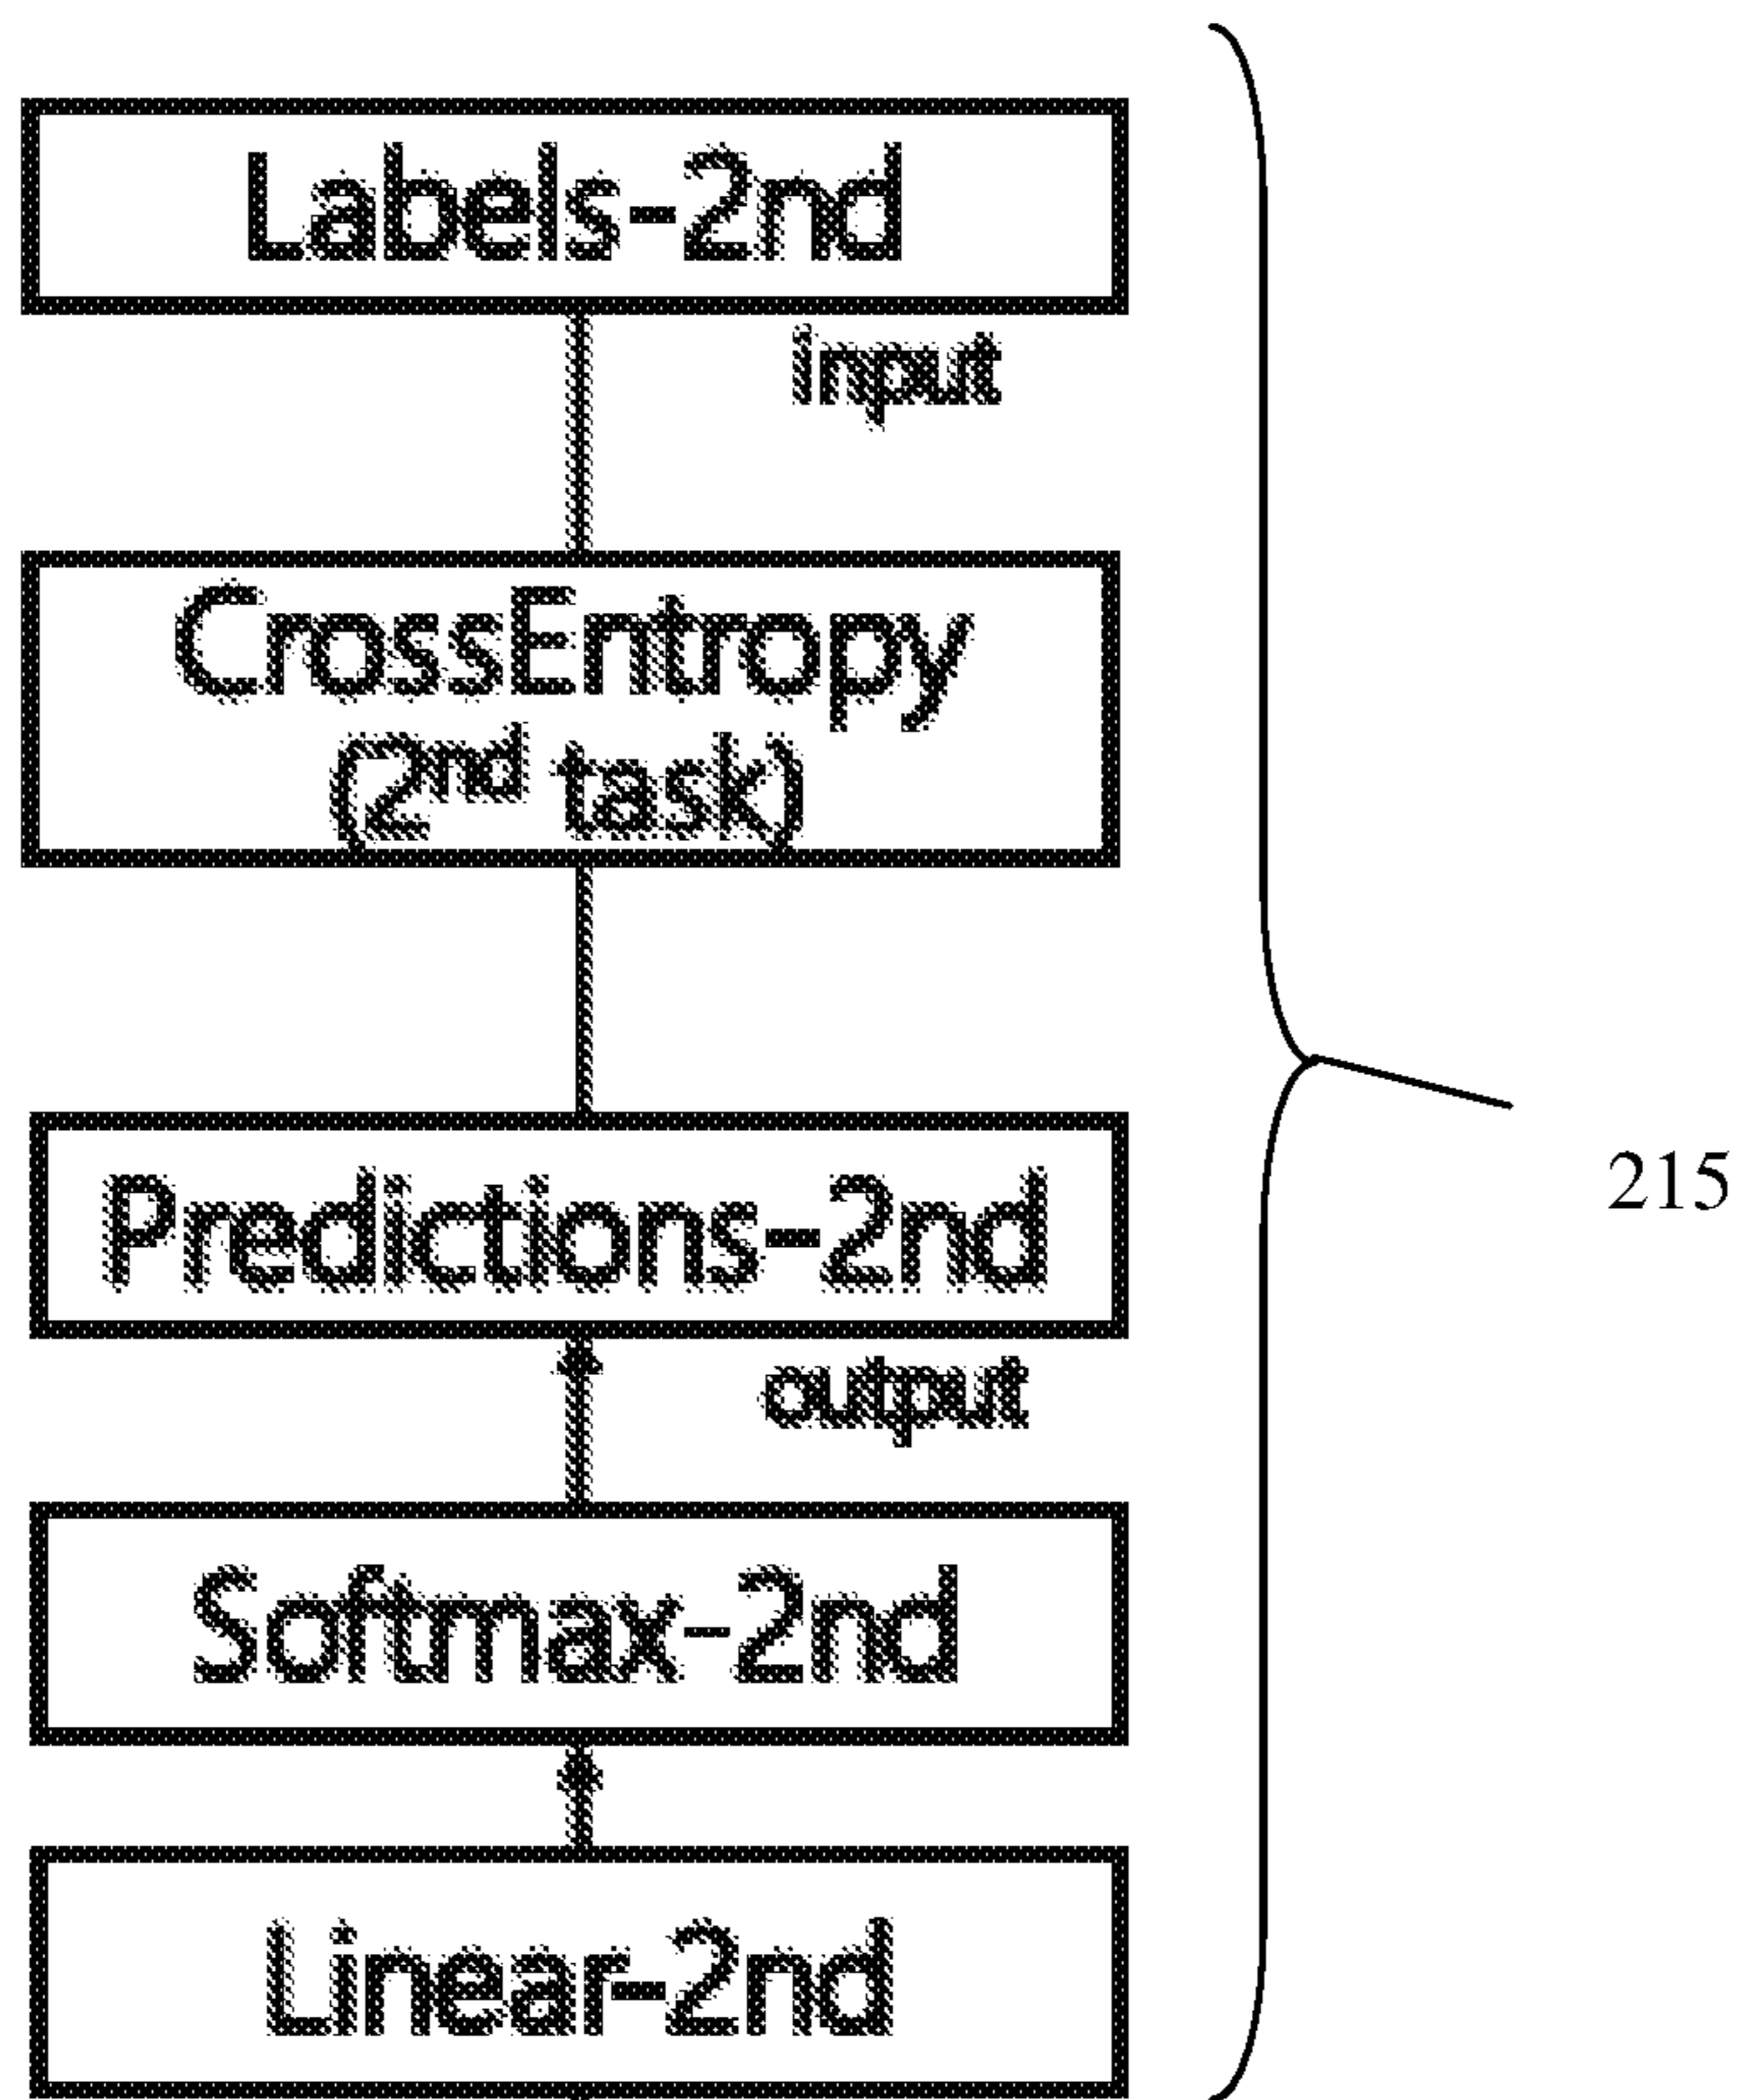 Labels-2nd
input
CrossEntropy
(2nd task)
Predictions-2nd
215
output
Softmax-2nd
Linear-2nd